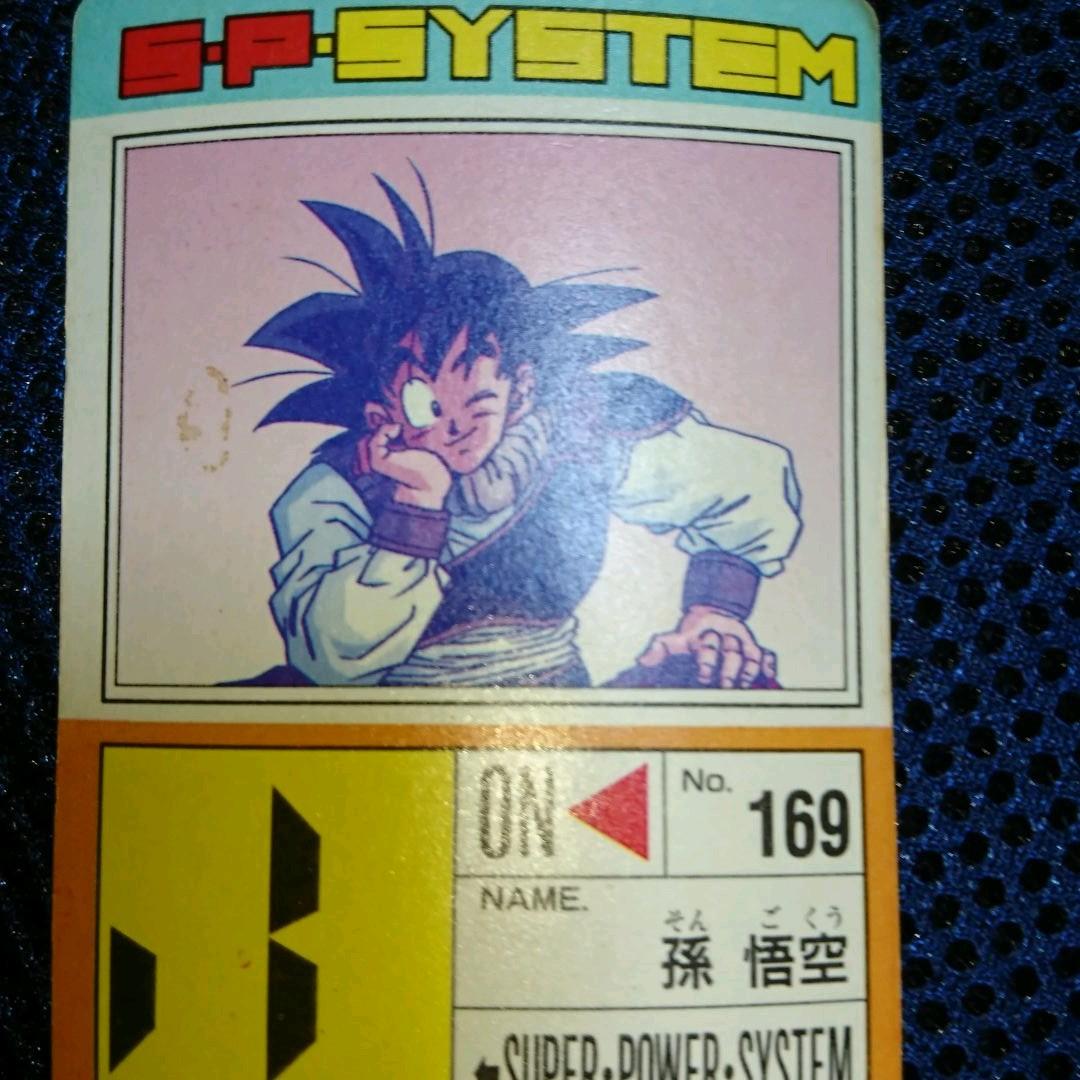 S・P・SYSTEM
ON
No.
169
NAME.
そん ご くう
孫 悟空
SUPER・POWER・SYSTEM